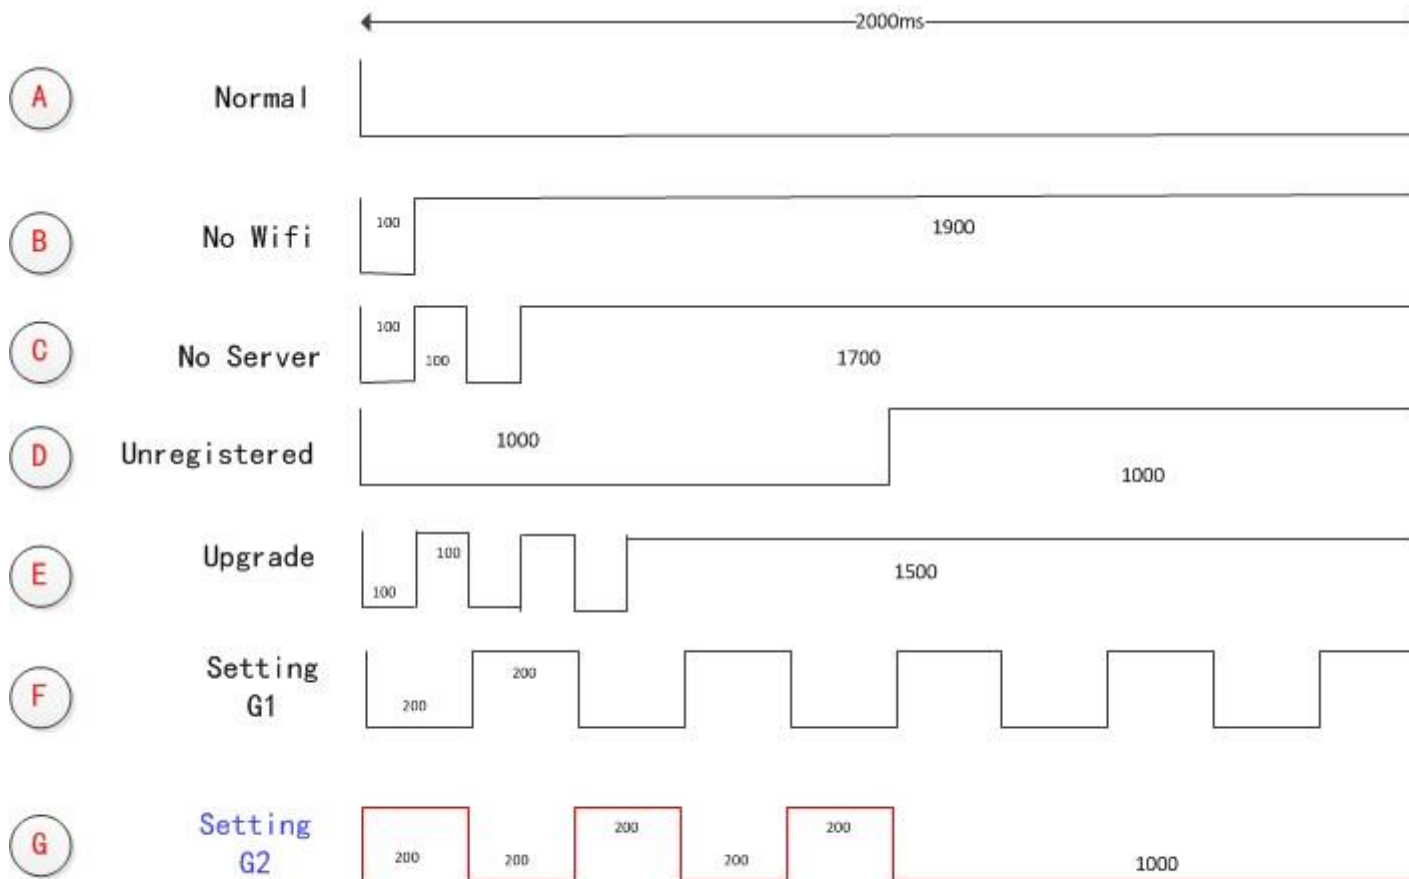 2000ms
A Normal
B No Wifi 100 1900
C No Server 100 100 1700
D Unregistered 1000 1000
E Upgrade 100 100 1500
F Setting
G1 200 200
G Setting
G2 200 200 200 200 200 1000